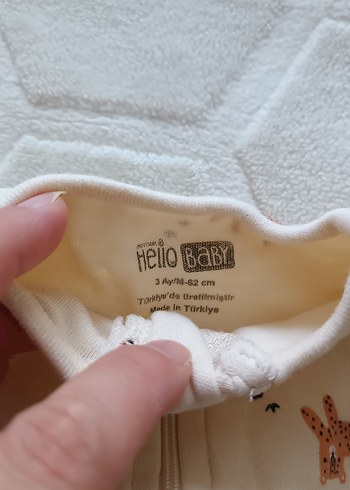 Hello BABY
3 Ay/M-62 cm
Türkiye'de Üretilmiştir
Made in Türkiye